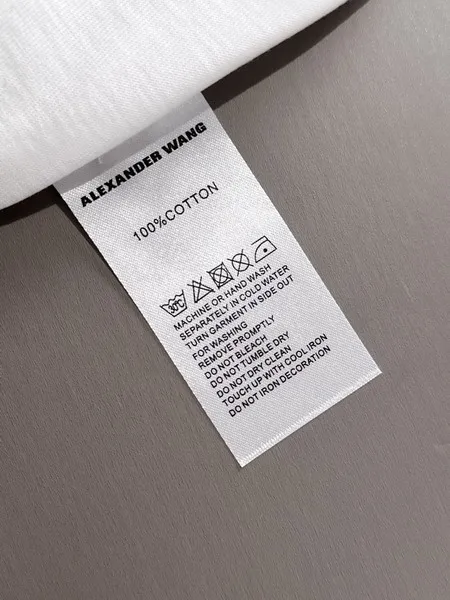 ALEXANDER WANG
100%COTTON
30℃
MACHINE OR HAND WASH
SEPARATELY IN COLD WATER
TURN GARMENT IN SIDE OUT
FOR WASHING
REMOVE PROMPTLY
DO NOT BLEACH
DO NOT TUMBLE DRY
DO NOT DRY CLEAN
TOUCH UP WITH COOL IRON
DO NOT IRON DECORATION